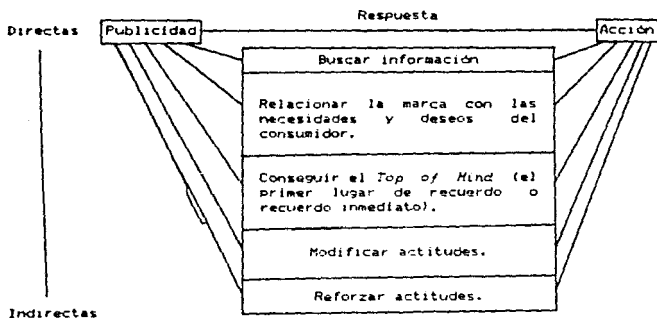 Respuesta
Directas Publicidad Acción
Buscar información
Relacionar la marca con las
necesidades y deseos del
consumidor.
Conseguir el Top of Mind (el
primer lugar de recuerdo o
recuerdo inmediato).
Modificar actitudes.
Reforzar actitudes.
Indirectas